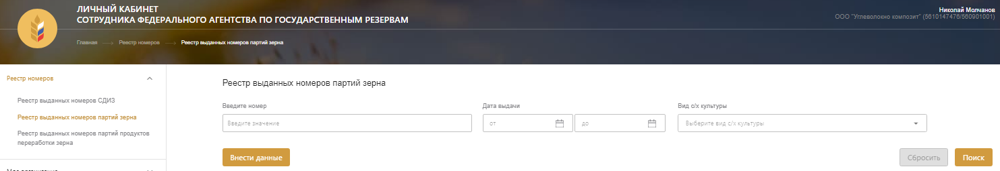 ЛИЧНЫЙ КАБИНЕТ
СОТРУДНИКА ФЕДЕРАЛЬНОГО АГЕНТСТВА ПО ГОСУДАРСТВЕННЫМ РЕЗЕРВАМ
Николай Молчанов
ООО "Углеволокно композит" (5610147476/560901001)
Главная → Реестр номеров → Реестр выданных номеров партий зерна
Реестр номеров
Реестр выданных номеров СДИЗ
Реестр выданных номеров партий зерна
Реестр выданных номеров партий продуктов
переработки зерна
Реестр выданных номеров партий зерна
Введите номер
Дата выдачи
Вид с/х культуры
Введите значение
от
до
Выберите вид с/х культуры
Внести данные
Сбросить
Поиск